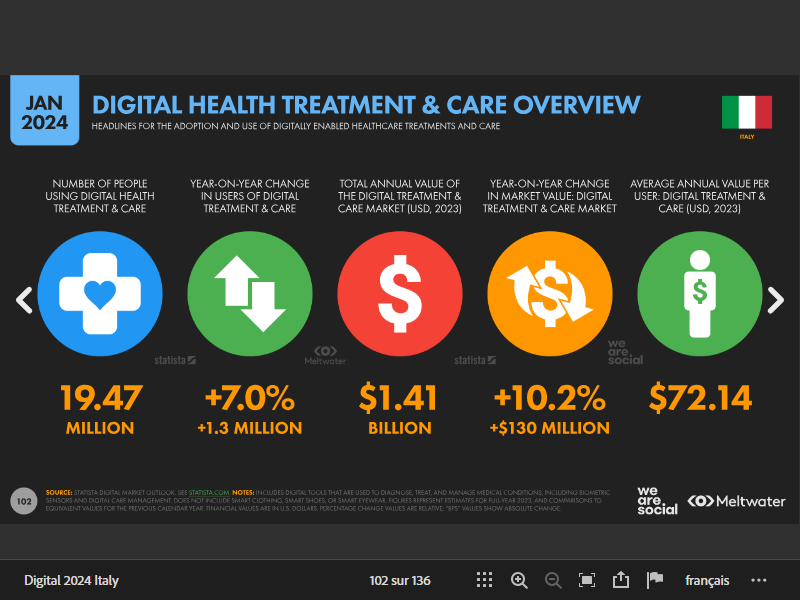 JAN
2024
DIGITAL HEALTH TREATMENT & CARE OVERVIEW
HEADLINES FOR THE ADOPTION AND USE OF DIGITALLY ENABLED HEALTHCARE TREATMENTS AND CARE
ITALY
NUMBER OF PEOPLE
USING DIGITAL HEALTH
TREATMENT & CARE
YEAR-ON-YEAR CHANGE
IN USERS OF DIGITAL
TREATMENT & CARE
TOTAL ANNUAL VALUE OF
THE DIGITAL TREATMENT &
CARE MARKET (USD, 2023)
YEAR-ON-YEAR CHANGE
IN MARKET VALUE: DIGITAL
TREATMENT & CARE MARKET
AVERAGE ANNUAL VALUE PER
USER: DIGITAL TREATMENT &
CARE (USD, 2023)
$
$
$
statista
Meltwater
statista
we
are.
social
19.47
MILLION
+7.0%
+1.3 MILLION
$1.41
BILLION
+10.2%
+$130 MILLION
$72.14
102
SOURCE: STATISTA DIGITAL MARKET OUTLOOK. SEE STATISTA.COM. NOTES: INCLUDES DIGITAL TOOLS THAT ARE USED TO DIAGNOSE, TREAT, AND MANAGE MEDICAL CONDITIONS, INCLUDING BIOMETRIC
SENSORS AND DIGITAL CARE MANAGEMENT. DOES NOT INCLUDE SMART CLOTHING, SMART SHOES, OR SMART EYEWEAR. FIGURES REPRESENT ESTIMATES FOR FULL-YEAR 2023, AND COMPARISONS TO
EQUIVALENT VALUES FOR THE PREVIOUS CALENDAR YEAR. FINANCIAL VALUES ARE IN U.S. DOLLARS. PERCENTAGE CHANGE VALUES ARE RELATIVE; "BPS" VALUES SHOW ABSOLUTE CHANGE.
we
are.
social
Meltwater
Digital 2024 Italy
102 sur 136
français